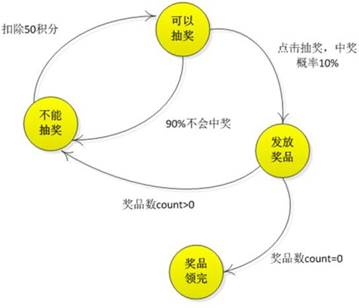 扣除50积分
可以
抽奖
点击抽奖，中奖
概率10%
不能
抽奖
90%不会中奖
发放
奖品
奖品数count>0
奖品数count=0
奖品
领完